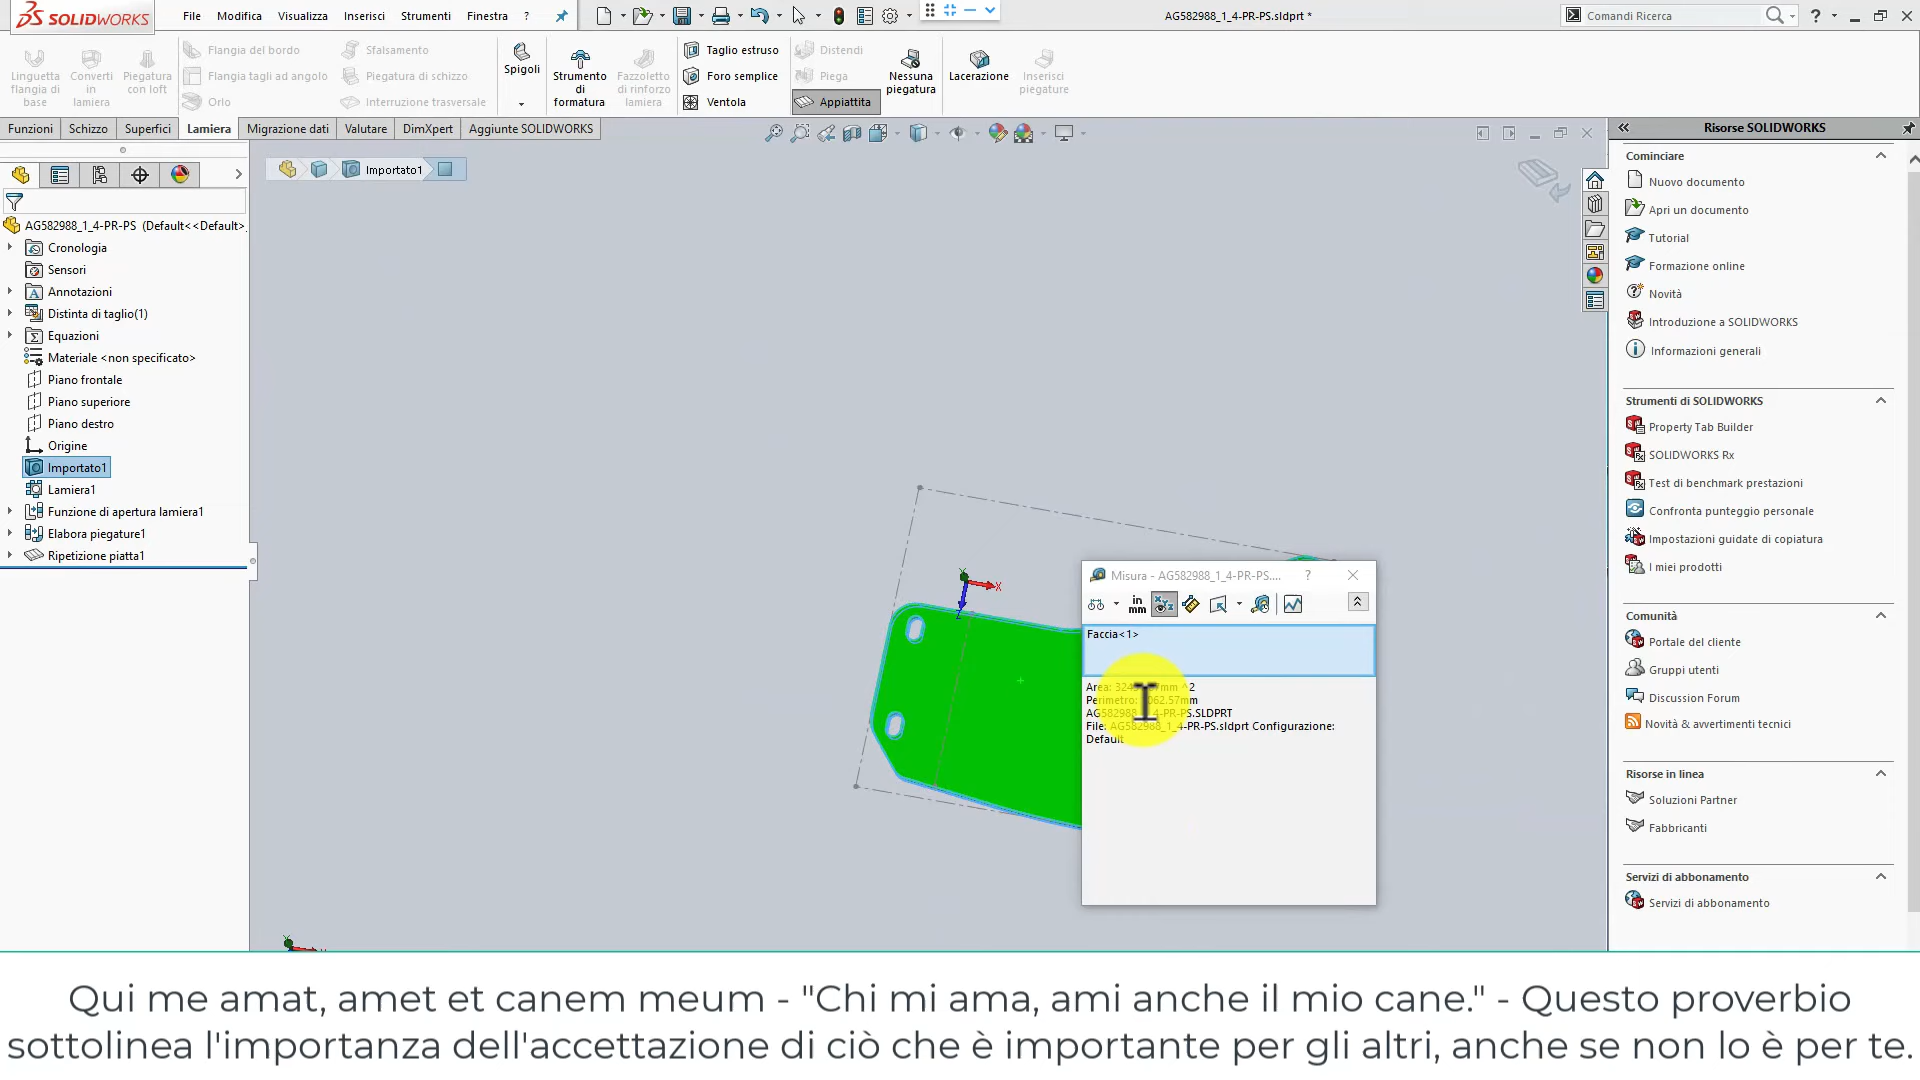 SOLIDWORKS
File Modifica Visualizza Inserisci Strumenti Finestra ?
AG582988_1_4-PR-PS.sldprt *
Comandi Ricerca
Linguetta flangia di base
Converti in lamiera
Piegatura con loft
Flangia del bordo
Flangia tagli ad angolo
Orlo
Sfalsamento
Piegatura di schizzo
Interruzione trasversale
Spigoli
Strumento di formatura
Fazzoletto di rinforzo lamiera
Taglio estruso
Foro semplice
Ventola
Distendi
Piega
Appiattita
Nessuna piegatura
Lacerazione
Inserisci piegature
Funzioni Schizzo Superfici Lamiera Migrazione dati Valutare DimXpert Aggiunte SOLIDWORKS
Importato1
AG582988_1_4-PR-PS (Default<<Default>
Cronologia
Sensori
Annotazioni
Distinta di taglio(1)
Equazioni
Materiale <non specificato>
Piano frontale
Piano superiore
Piano destro
Origine
Importato1
Lamiera1
Funzione di apertura lamiera1
Elabora piegature1
Ripetizione piatta1
Misura - AG582988_1_4-PR-PS....
?
in
mm
Faccia<1>
Area:
Perimetro:
AG582988_1_4-PR-PS.SLDPRT
File: AG582988_1_4-PR-PS.sldprt Configurazione:
Default
Y
X
Z
Risorse SOLIDWORKS
Cominciare
Nuovo documento
Apri un documento
Tutorial
Formazione online
Novità
Introduzione a SOLIDWORKS
Informazioni generali
Strumenti di SOLIDWORKS
Property Tab Builder
SOLIDWORKS Rx
Test di benchmark prestazioni
Confronta punteggio personale
Impostazioni guidate di copiatura
I miei prodotti
Comunità
Portale del cliente
Gruppi utenti
Discussion Forum
Novità & avvertimenti tecnici
Risorse in linea
Soluzioni Partner
Fabbricanti
Servizi di abbonamento
Servizi di abbonamento
Qui me amat, amet et canem meum - "Chi mi ama, ami anche il mio cane." - Questo proverbio
sottolinea l'importanza dell'accettazione di ciò che è importante per gli altri, anche se non lo è per te.